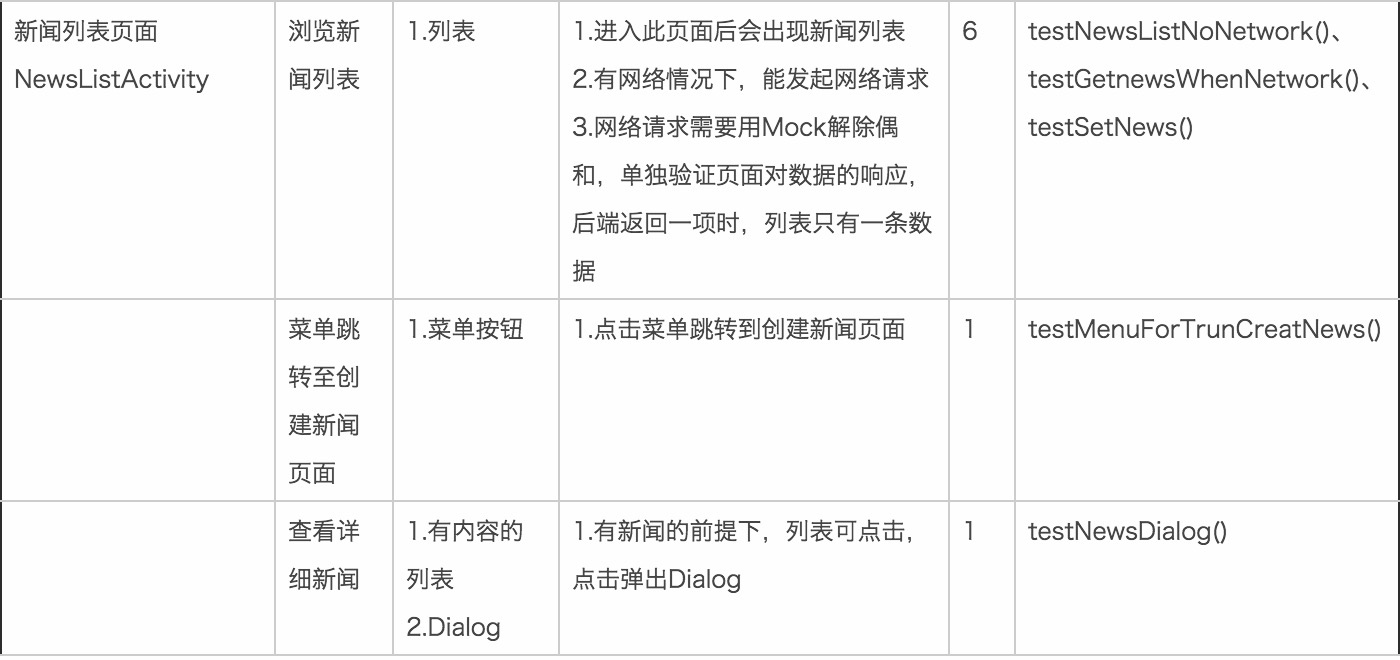 新闻列表页面
NewsListActivity
浏览新
闻列表
1.列表
1.进入此页面后会出现新闻列表
2.有网络情况下，能发起网络请求
3.网络请求需要用Mock解除偶
和，单独验证页面对数据的响应，
后端返回一项时，列表只有一条数
据
6
testNewsListNoNetwork()、
testGetnewsWhenNetwork()、
testSetNews()
菜单跳
转至创
建新闻
页面
1.菜单按钮
1.点击菜单跳转到创建新闻页面
1
testMenuForTrunCreatNews()
查看详
细新闻
1.有内容的
列表
2.Dialog
1.有新闻的前提下，列表可点击，
点击弹出Dialog
1
testNewsDialog()